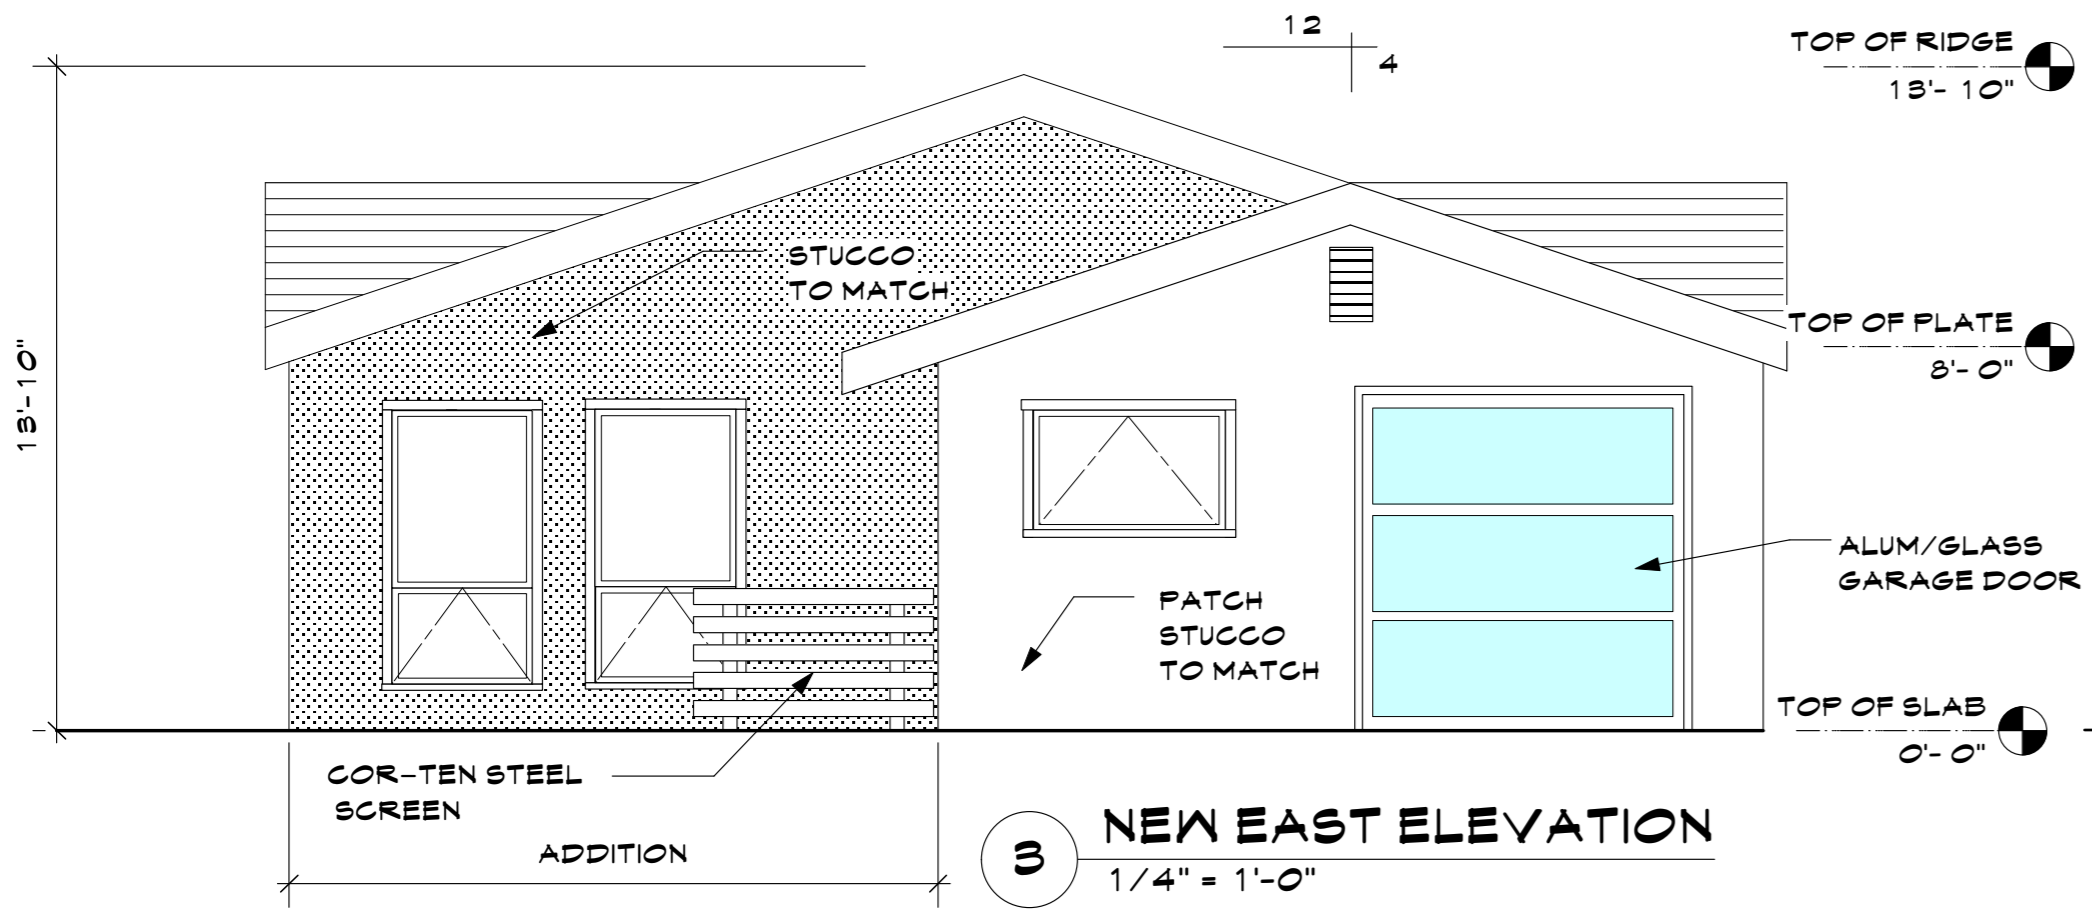 12
4
TOP OF RIDGE
13'- 10"
STUCCO
TO MATCH
TOP OF PLATE
8'- 0"
13'-10"
ALUM/GLASS
GARAGE DOOR
PATCH
STUCCO
TO MATCH
TOP OF SLAB
0'- 0"
COR-TEN STEEL
SCREEN
ADDITION
3
NEW EAST ELEVATION
1/4" = 1'-0"